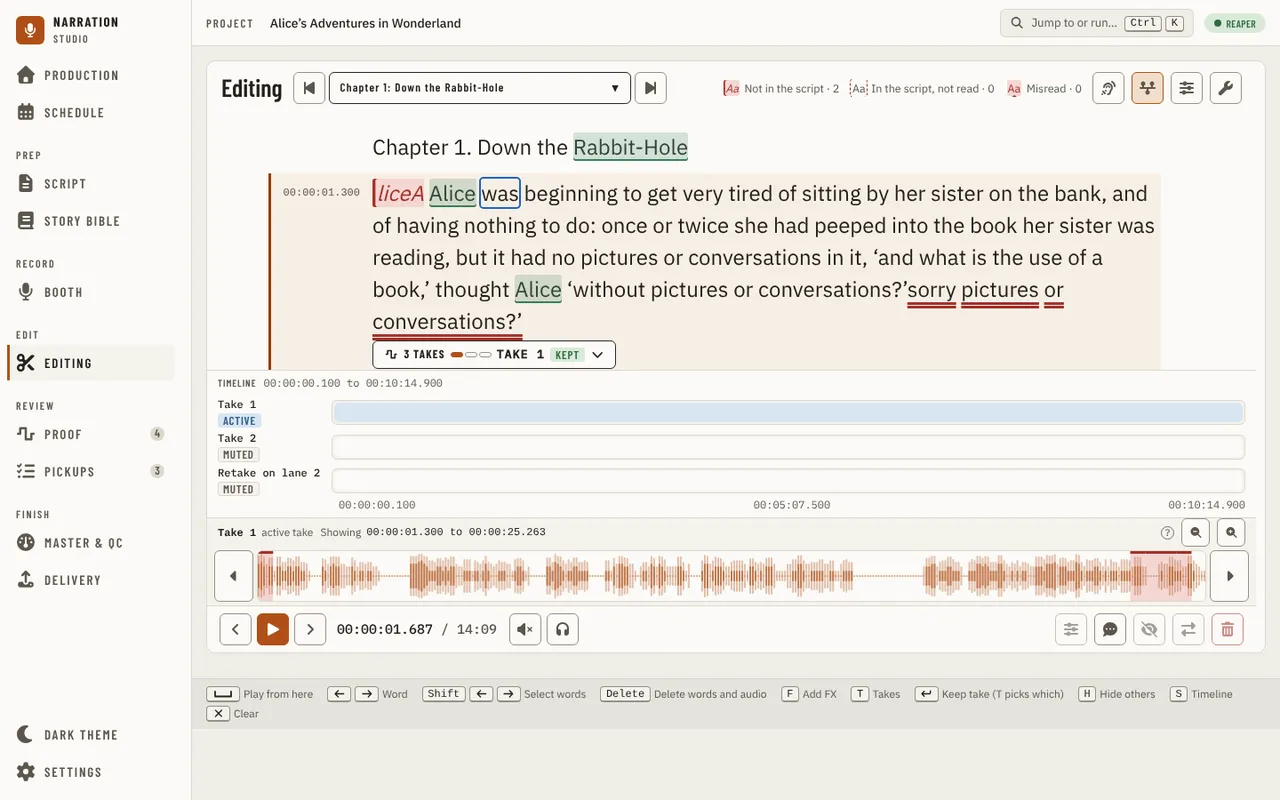 NARRATION
STUDIO
PROJECT Alice's Adventures in Wonderland
Jump to or run... Ctrl K
REAPER
PRODUCTION
SCHEDULE
PREP
SCRIPT
STORY BIBLE
RECORD
BOOTH
EDIT
EDITING
REVIEW
PROOF 4
PICKUPS 3
FINISH
MASTER & QC
DELIVERY
DARK THEME
SETTINGS
Editing
Chapter 1: Down the Rabbit-Hole ▼
Aa Not in the script · 2 Aa In the script, not read · 0 Aa Misread · 0
Chapter 1. Down the Rabbit-Hole
00:00:01.300 liceA Alice was beginning to get very tired of sitting by her sister on the bank, and
of having nothing to do: once or twice she had peeped into the book her sister was
reading, but it had no pictures or conversations in it, ‘and what is the use of a
book,’ thought Alice ‘without pictures or conversations?’sorry pictures or
conversations?’
3 TAKES TAKE 1 KEPT
TIMELINE 00:00:00.100 to 00:10:14.900
Take 1
ACTIVE
Take 2
MUTED
Retake on lane 2
MUTED
00:00:00.100 00:05:07.500 00:10:14.900
Take 1 active take Showing 00:00:01.300 to 00:00:25.263 ?
00:00:01.687 / 14:09
Play from here ← → Word Shift ← → Select words Delete Delete words and audio F Add FX T Takes ↵ Keep take (T picks which) H Hide others S Timeline
✕ Clear